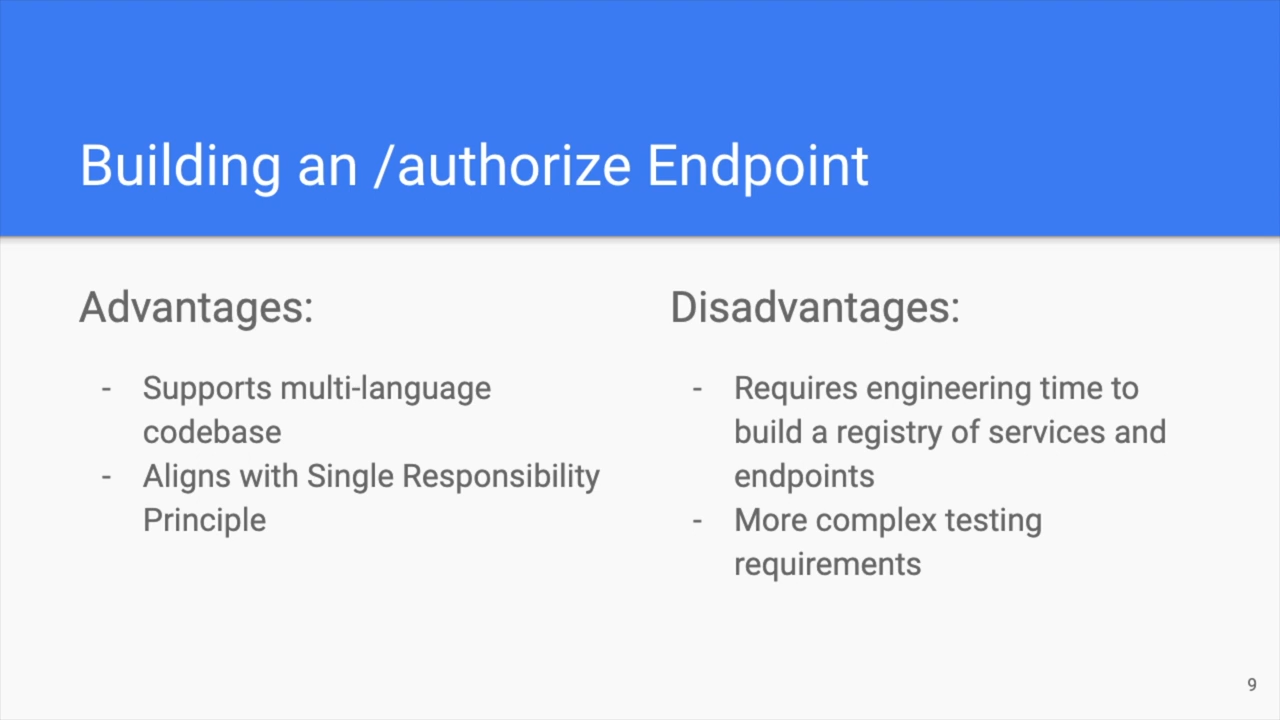 Building an /authorize Endpoint
Advantages:
- Supports multi-language
codebase
- Aligns with Single Responsibility
Principle
Disadvantages:
- Requires engineering time to
build a registry of services and
endpoints
- More complex testing
requirements
9